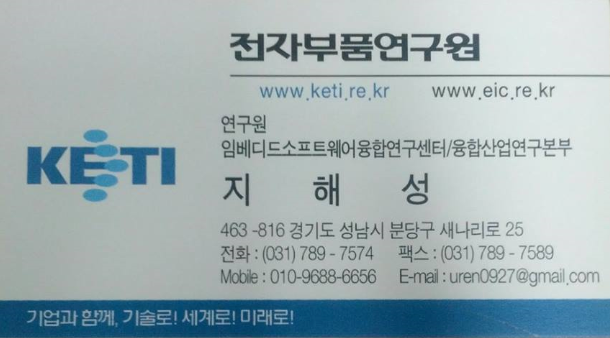 전자부품연구원
www.keti.re.kr www.eic.re.kr
연구원
임베디드소프트웨어융합연구센터/융합산업연구본부
KETI
지 해 성
463 -816 경기도 성남시 분당구 새나리로 25
전화 : (031) 789 - 7574 팩스 : (031) 789 - 7589
Mobile : 010-9688-6656 E-mail : uren0927@gmail.com
기업과 함께, 기술로! 세계로! 미래로!